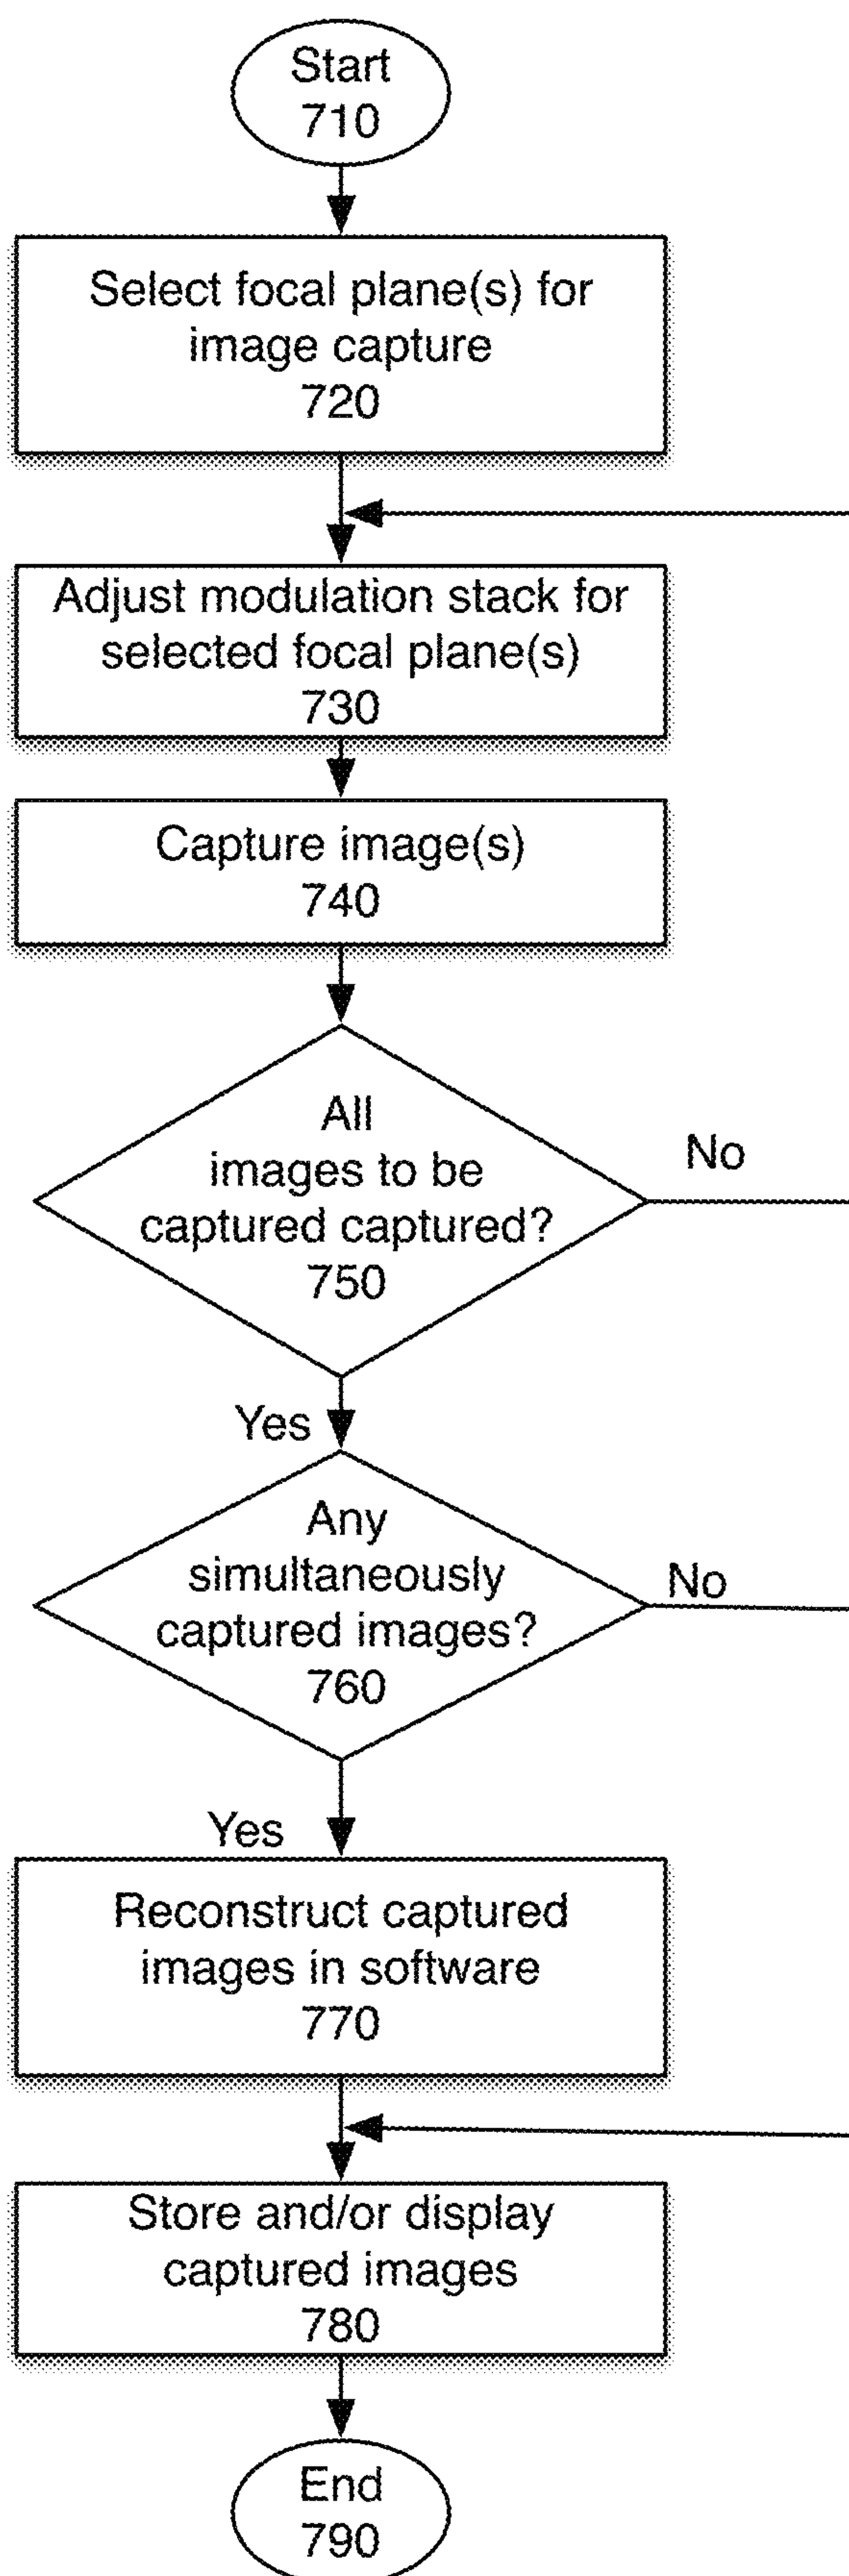 Start
710
Select focal plane(s) for
image capture
720
Adjust modulation stack for
selected focal plane(s)
730
Capture image(s)
740
All
images to be
captured captured?
750
No
Yes
Any
simultaneously
captured images?
760
No
Yes
Reconstruct captured
images in software
770
Store and/or display
captured images
780
End
790